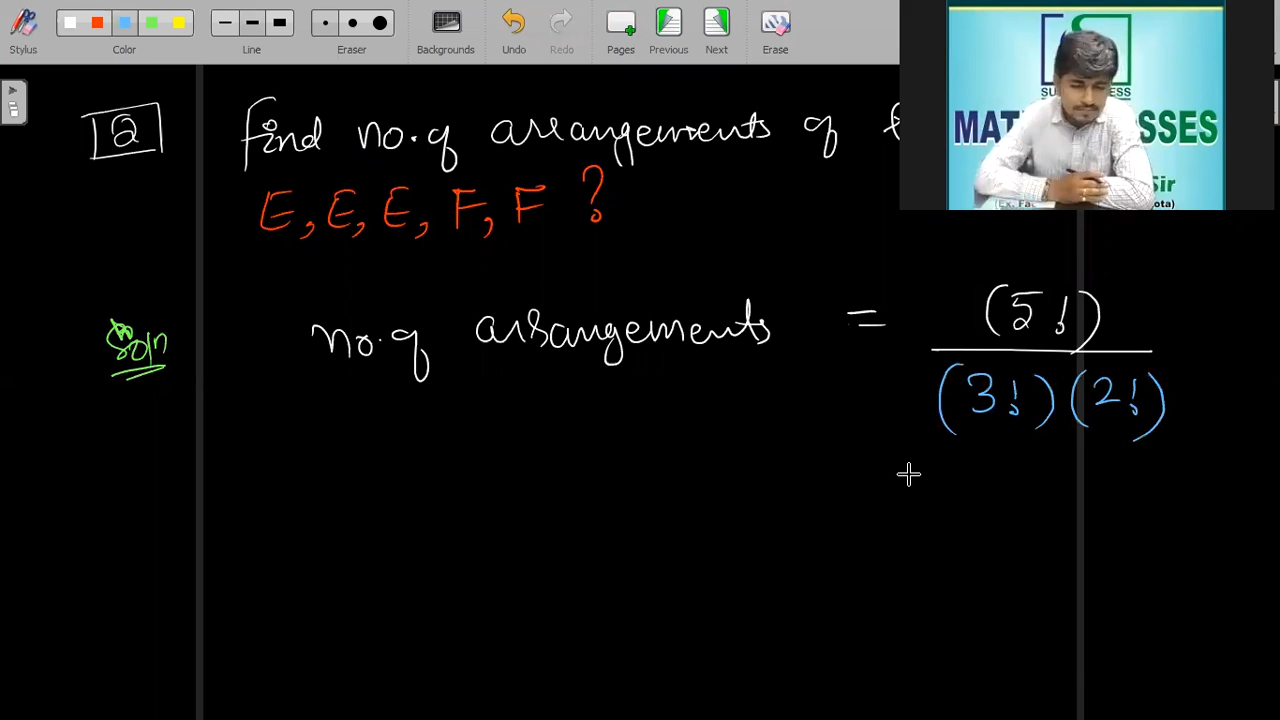 Stylus Color Line Eraser Backgrounds Undo Redo Pages Previous Next Erase
Q Find no. of arrangements of
E, E, E, F, F ?
MAT SSES
Sir
Soln no. of arrangements = (5!) / (3!)(2!)